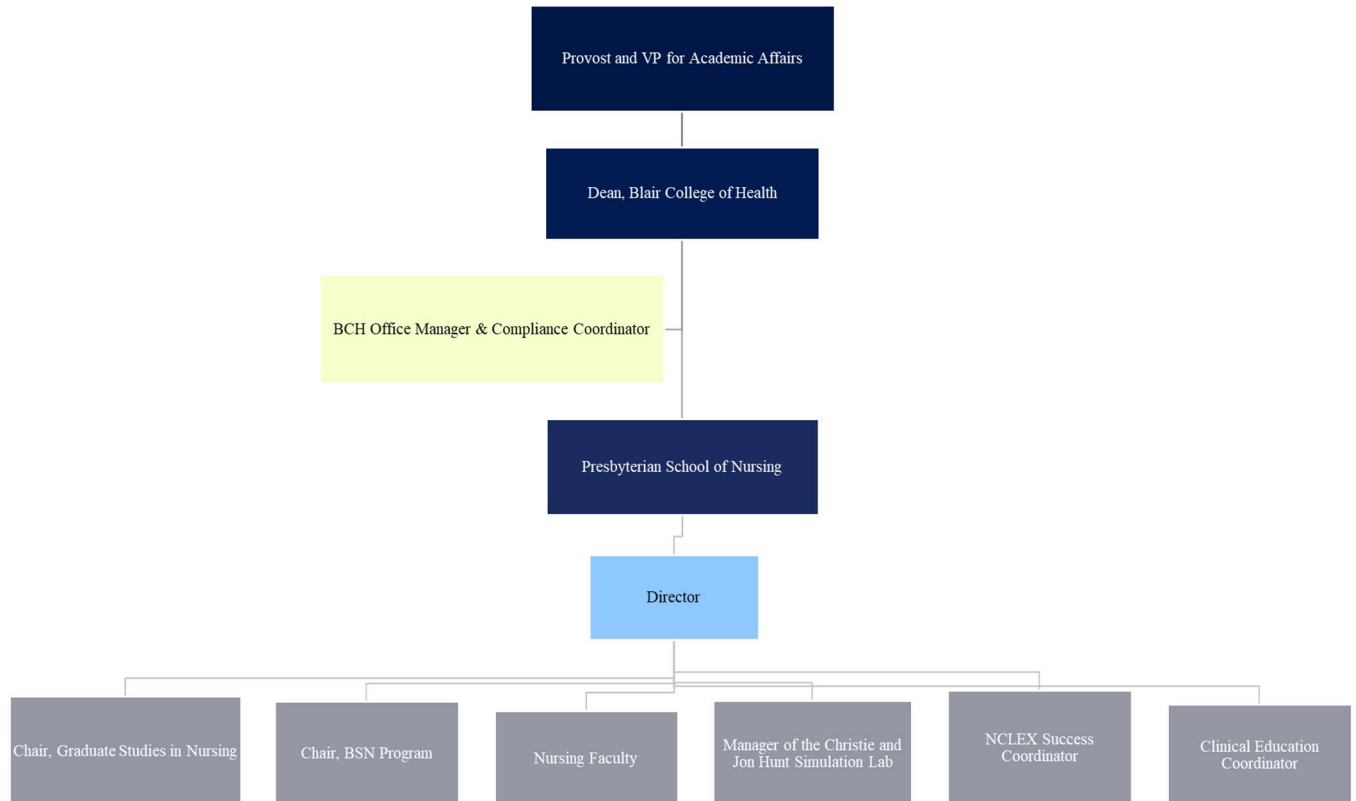 Provost and VP for Academic Affairs
Dean, Blair College of Health
BCH Office Manager & Compliance Coordinator
Presbyterian School of Nursing
Director
Chair, Graduate Studies in Nursing
Chair, BSN Program
Nursing Faculty
Manager of the Christie and
Jon Hunt Simulation Lab
NCLEX Success
Coordinator
Clinical Education
Coordinator